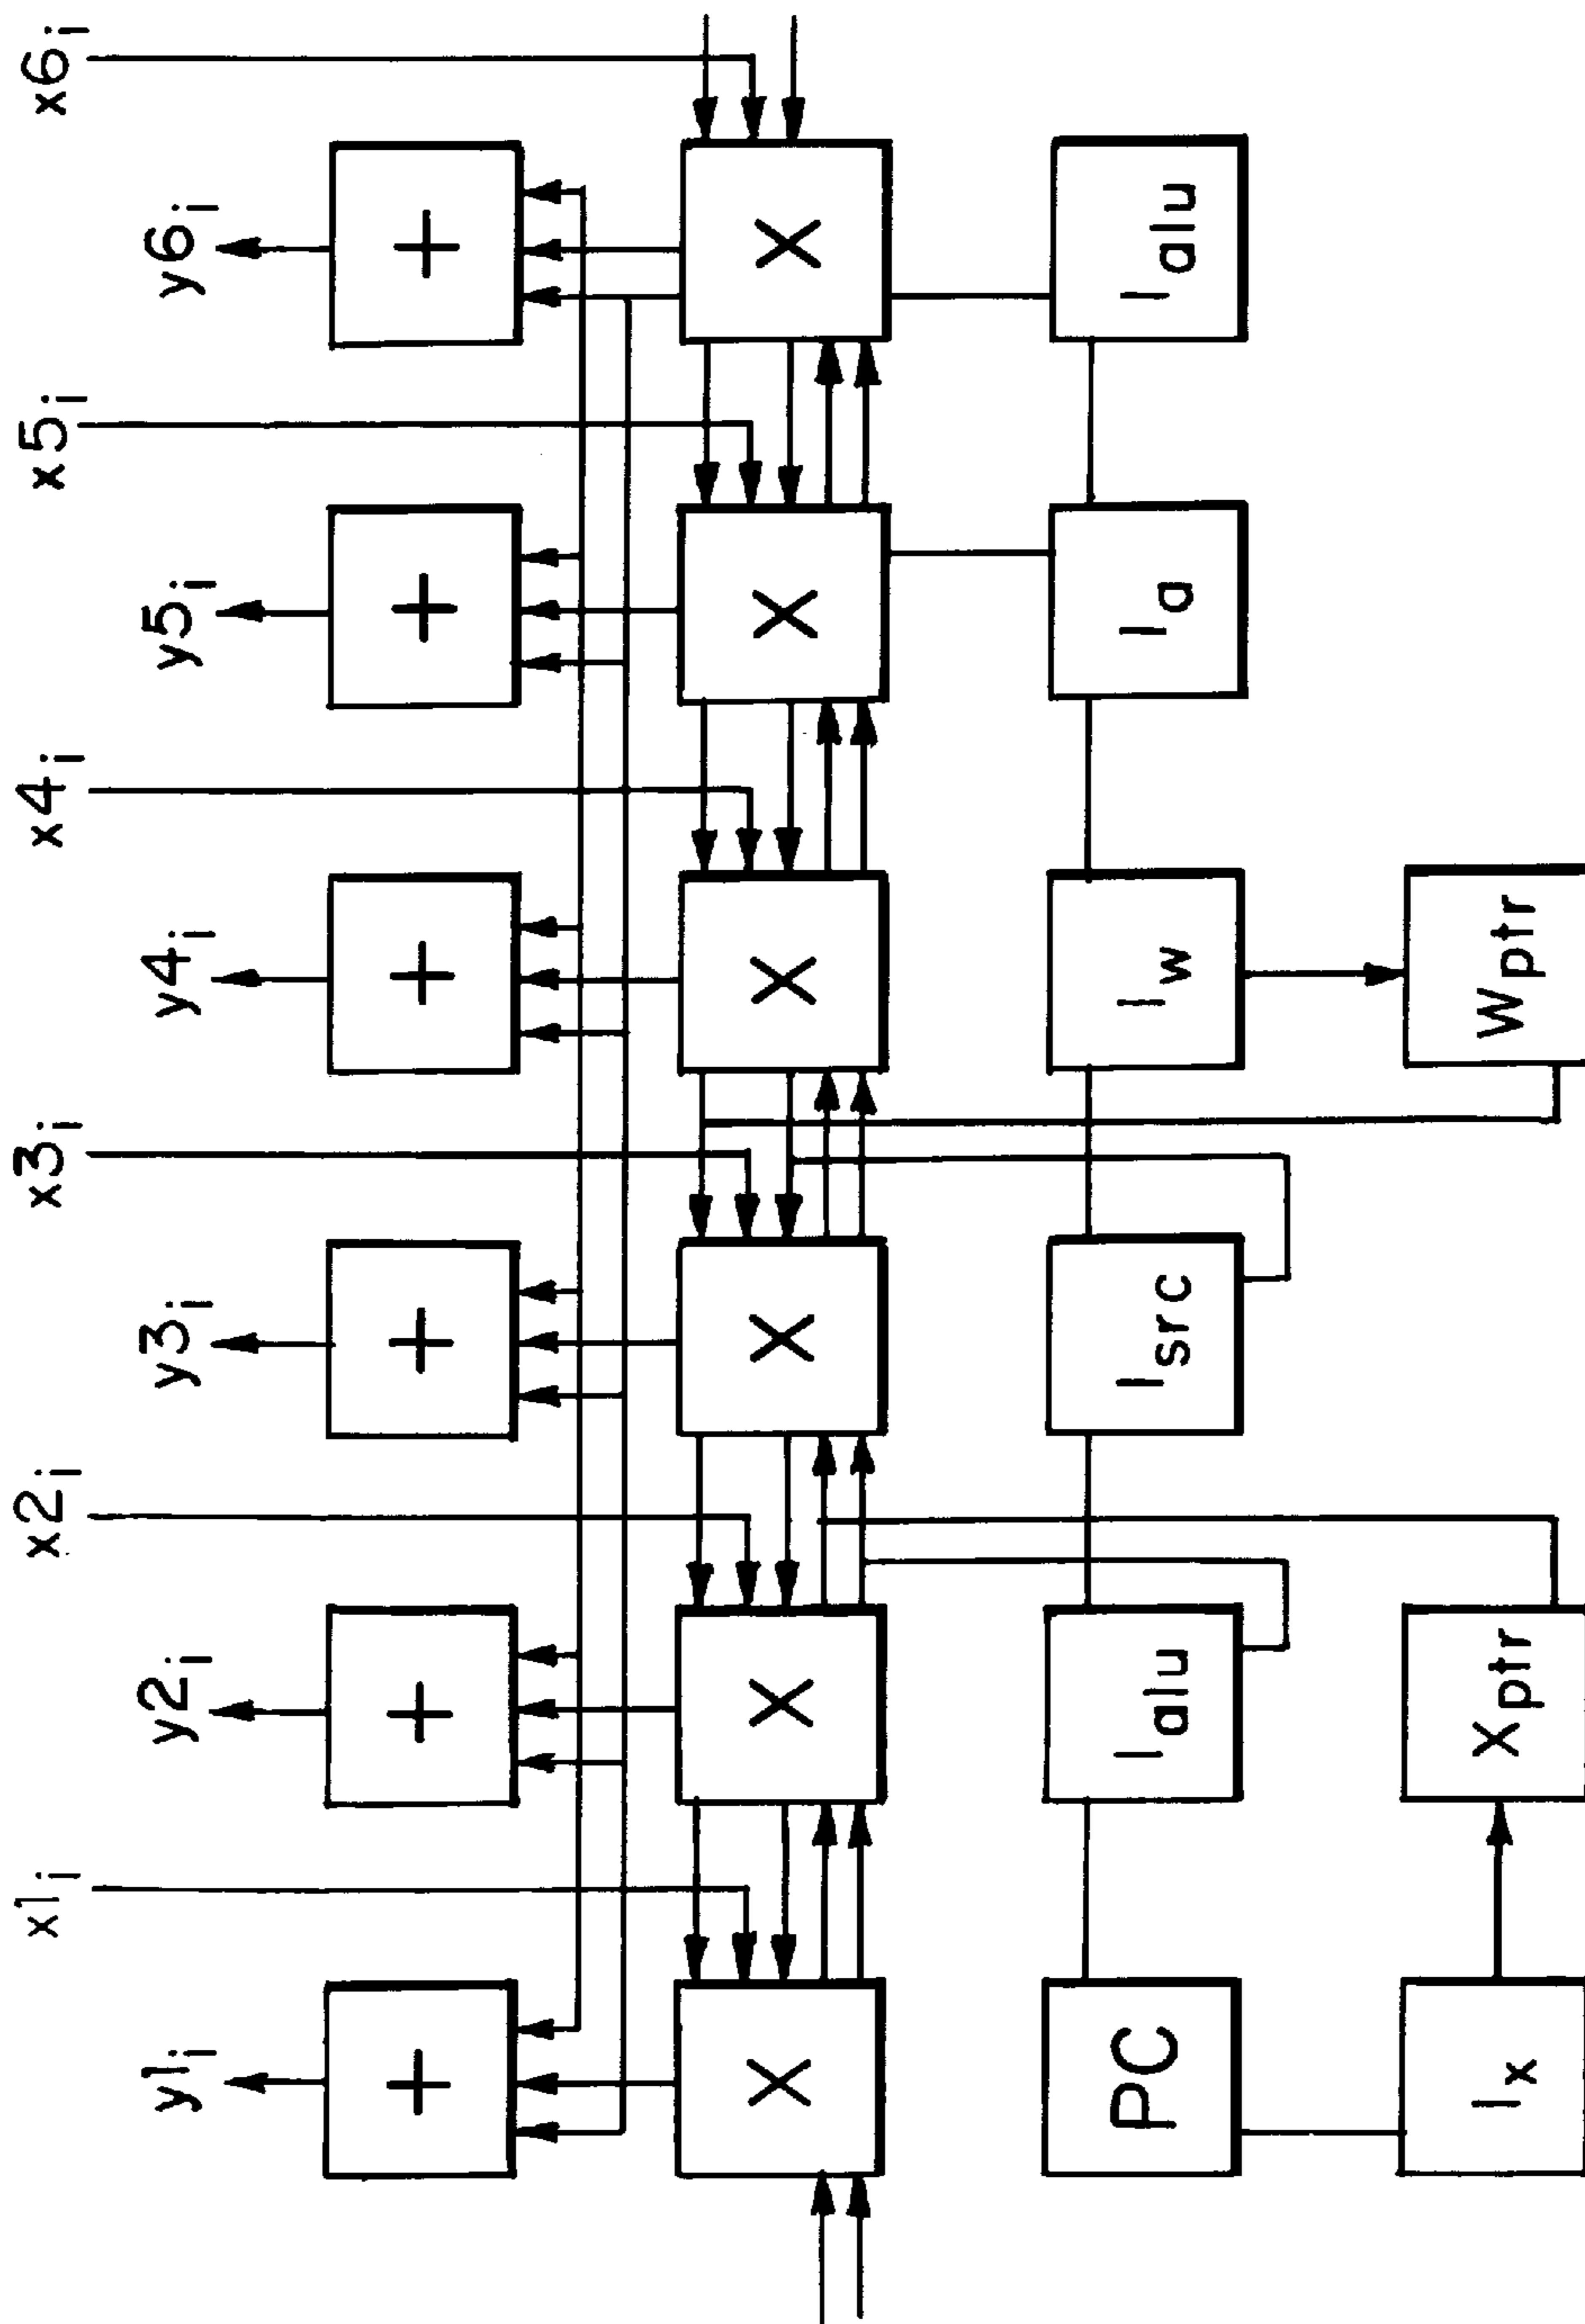 x1i x2i x3i x4i x5i x6i
y1i y2i y3i y4i y5i y6i
+ + + + + +
X X X X X X
PC Ialu Isrc Iw Ia Ialu
Ix Xptr Wptr